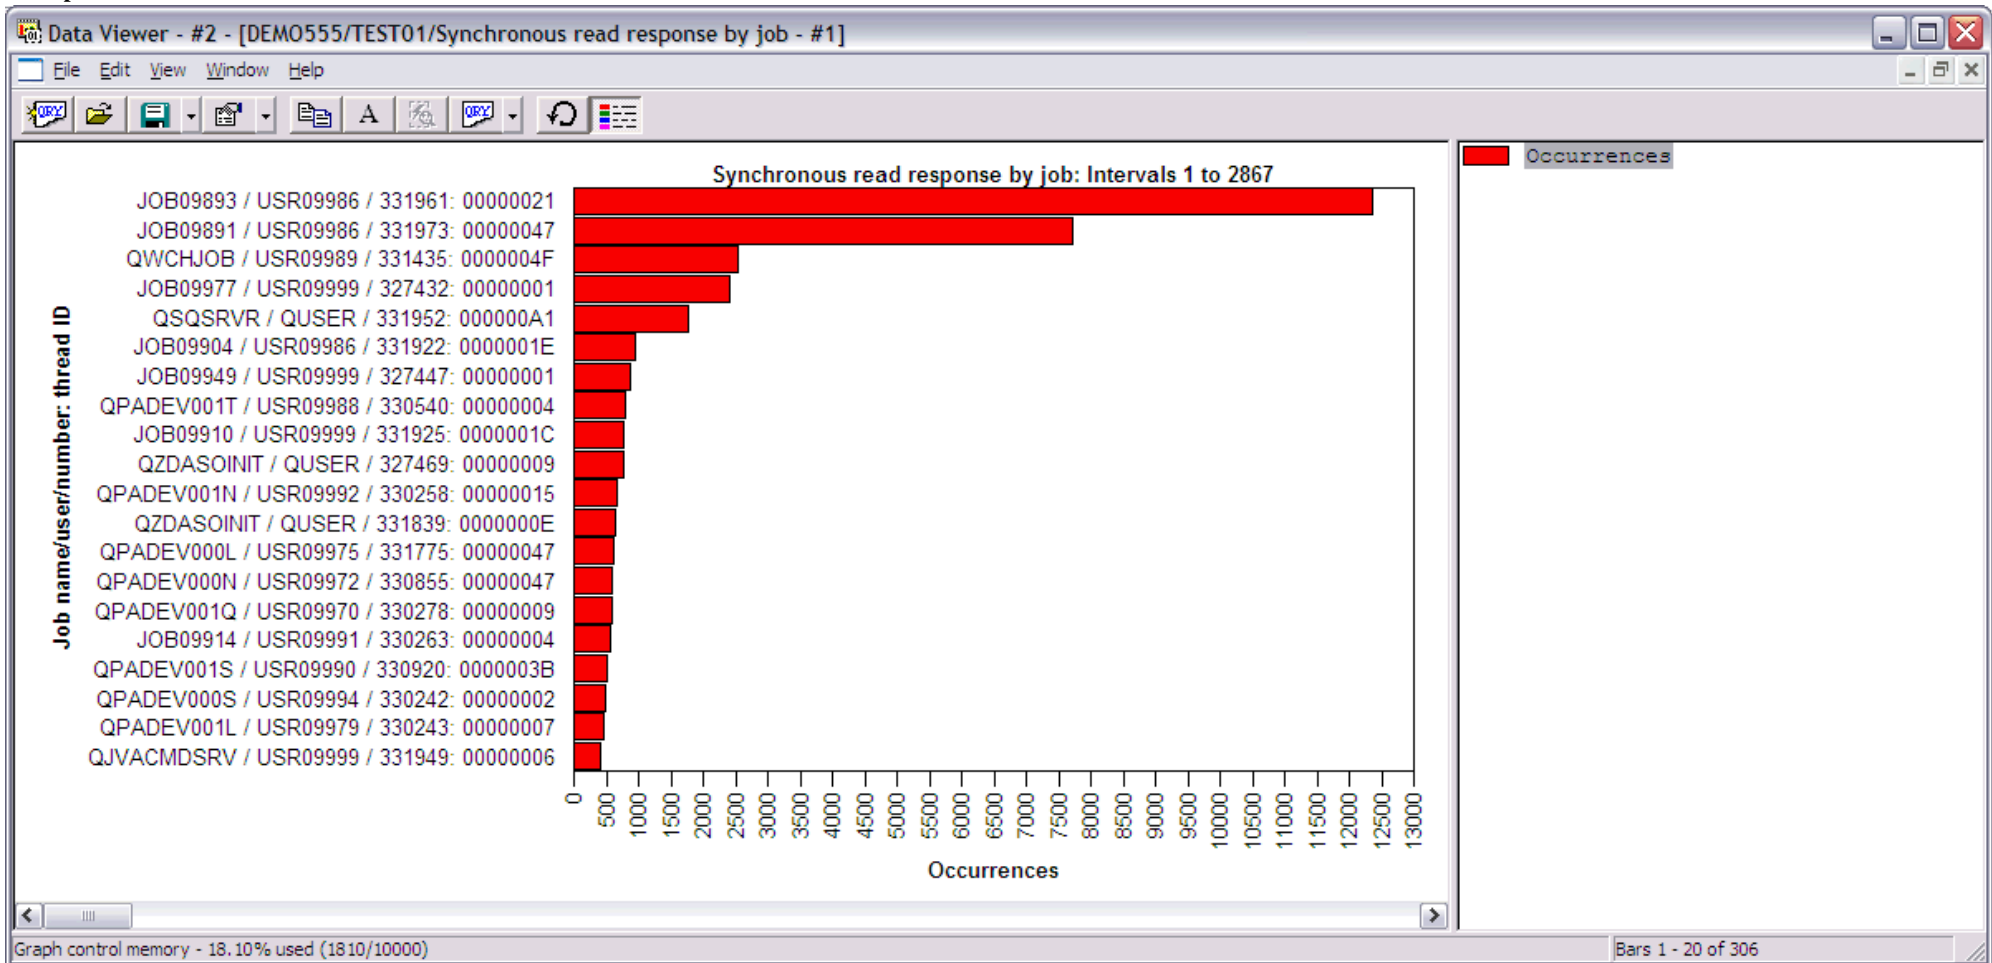 Data Viewer - #2 - [DEMO555/TEST01/Synchronous read response by job - #1]
File Edit View Window Help
QRY A QRY
Synchronous read response by job: Intervals 1 to 2867
Occurrences
Job name/user/number: thread ID
JOB09893 / USR09986 / 331961: 00000021
JOB09891 / USR09986 / 331973: 00000047
QWCHJOB / USR09989 / 331435: 0000004F
JOB09977 / USR09999 / 327432: 00000001
QSQSRVR / QUSER / 331952: 000000A1
JOB09904 / USR09986 / 331922: 0000001E
JOB09949 / USR09999 / 327447: 00000001
QPADEV001T / USR09988 / 330540: 00000004
JOB09910 / USR09999 / 331925: 0000001C
QZDASOINIT / QUSER / 327469: 00000009
QPADEV001N / USR09992 / 330258: 00000015
QZDASOINIT / QUSER / 331839: 0000000E
QPADEV000L / USR09975 / 331775: 00000047
QPADEV000N / USR09972 / 330855: 00000047
QPADEV001Q / USR09970 / 330278: 00000009
JOB09914 / USR09991 / 330263: 00000004
QPADEV001S / USR09990 / 330920: 0000003B
QPADEV000S / USR09994 / 330242: 00000002
QPADEV001L / USR09979 / 330243: 00000007
QJVACMDSRV / USR09999 / 331949: 00000006
0 500 1000 1500 2000 2500 3000 3500 4000 4500 5000 5500 6000 6500 7000 7500 8000 8500 9000 9500 10000 10500 11000 11500 12000 12500 13000
Occurrences
Graph control memory - 18.10% used (1810/10000)
Bars 1 - 20 of 306